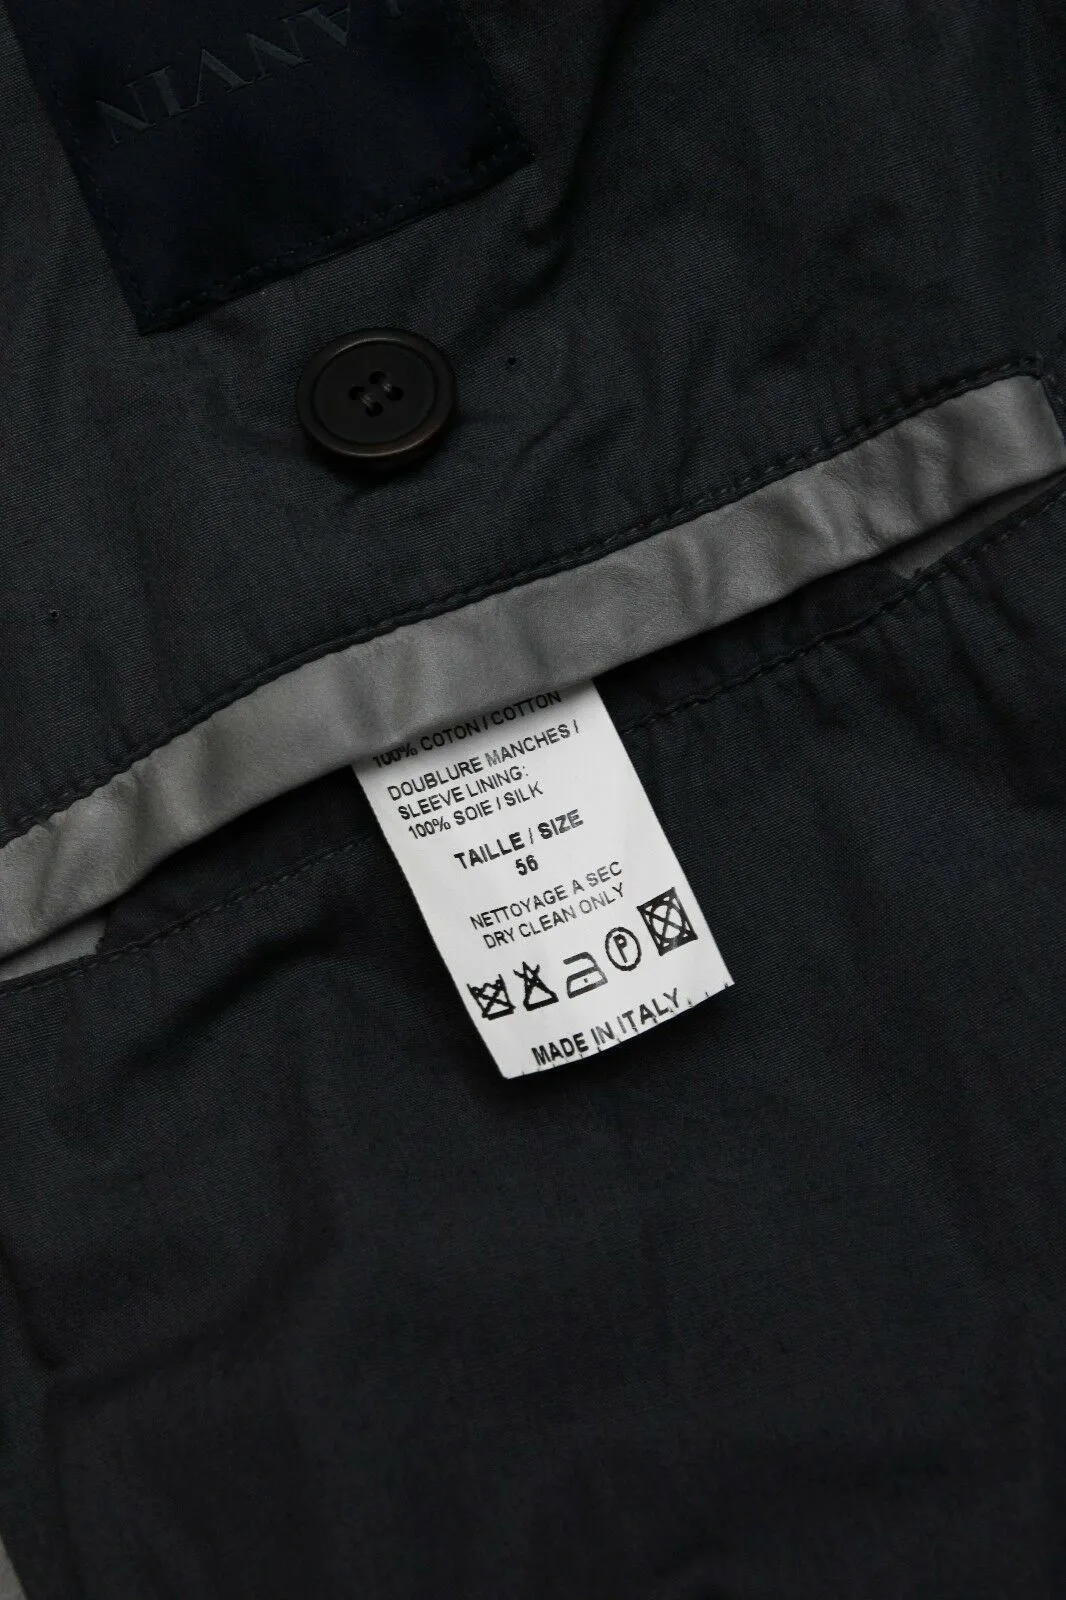 LANVIN
100% COTON / COTTON
DOUBLURE MANCHES /
SLEEVE LINING:
100% SOIE / SILK
TAILLE / SIZE
56
NETTOYAGE A SEC
DRY CLEAN ONLY
P
MADE IN ITALY